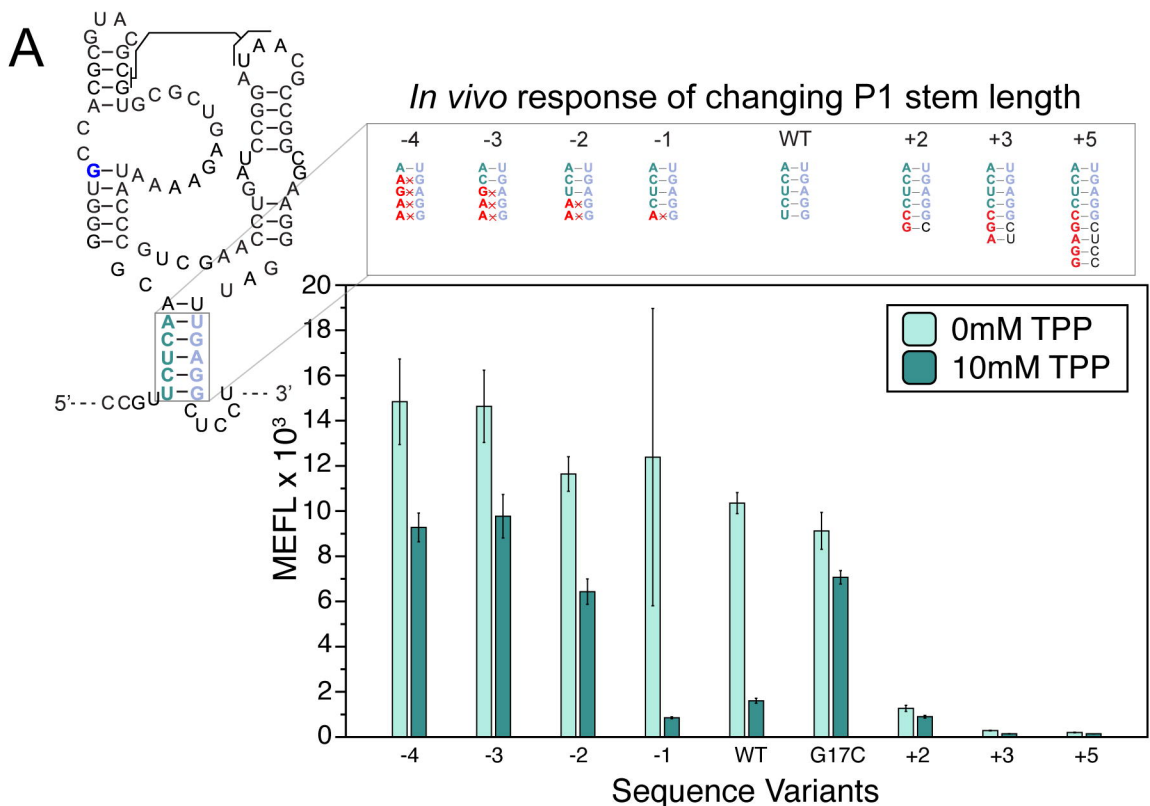 A
In vivo response of changing P1 stem length
-4 -3 -2 -1 WT +2 +3 +5
A–U A–U A–U A–U A–U A–U A–U A–U
A×G C–G C–G C–G C–G C–G C–G C–G
G×A G×A U–A U–A U–A U–A U–A U–A
A×G A×G A×G C–G C–G C–G C–G C–G
A×G A×G A×G A×G U–G C–G C–G C–G
G–C G–C G–C
A–U A–U
G–C
G–C
A–U
A–U
C–G
U–A
C–G
U–G
5'---CCGU
CUCCU --- 3'
20
18
16
14
12
10
8
6
4
2
0
MEFL x 10³
0mM TPP
10mM TPP
-4 -3 -2 -1 WT G17C +2 +3 +5
Sequence Variants